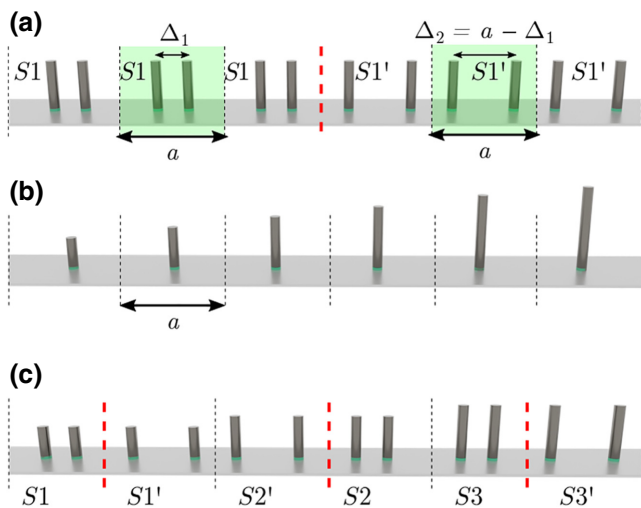 (a)
Δ₁
Δ₂ = a − Δ₁
S1 S1 S1 S1' S1' S1'
a a
(b)
a
(c)
S1 S1' S2' S2 S3 S3'